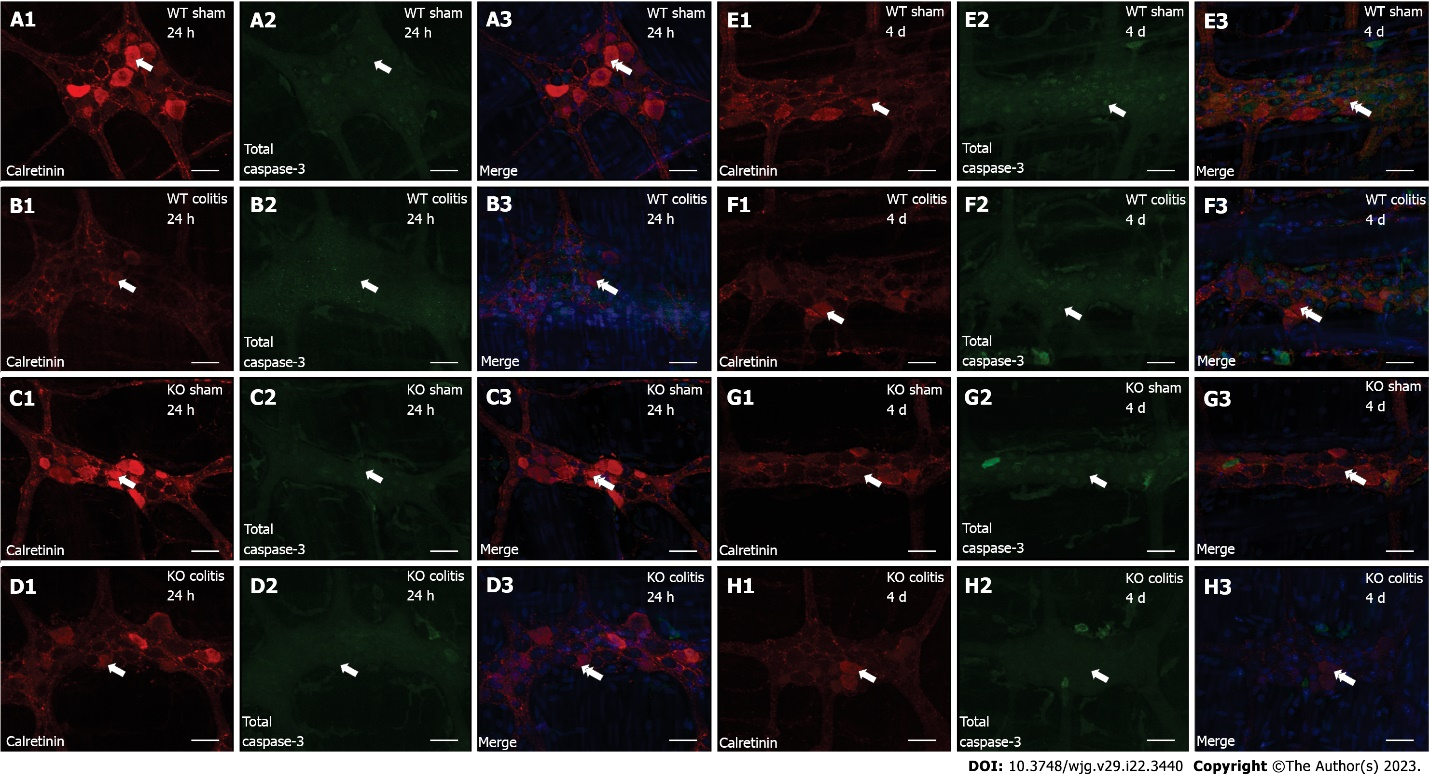 A1
WT sham
24 h
Calretinin
A2
WT sham
24 h
Total
caspase-3
A3
WT sham
24 h
Merge
E1
WT sham
4 d
Calretinin
E2
WT sham
4 d
Total
caspase-3
E3
WT sham
4 d
Merge
B1
WT colitis
24 h
Calretinin
B2
WT colitis
24 h
Total
caspase-3
B3
WT colitis
24 h
Merge
F1
WT colitis
4 d
Calretinin
F2
WT colitis
4 d
Total
caspase-3
F3
WT colitis
4 d
Merge
C1
KO sham
24 h
Calretinin
C2
KO sham
24 h
Total
caspase-3
C3
KO sham
24 h
Merge
G1
KO sham
4 d
Calretinin
G2
KO sham
4 d
Total
caspase-3
G3
KO sham
4 d
Merge
D1
KO colitis
24 h
Calretinin
D2
KO colitis
24 h
Total
caspase-3
D3
KO colitis
24 h
Merge
H1
KO colitis
4 d
Calretinin
H2
KO colitis
4 d
Total
caspase-3
H3
KO colitis
4 d
Merge
DOI: 10.3748/wjg.v29.i22.3440 Copyright ©The Author(s) 2023.